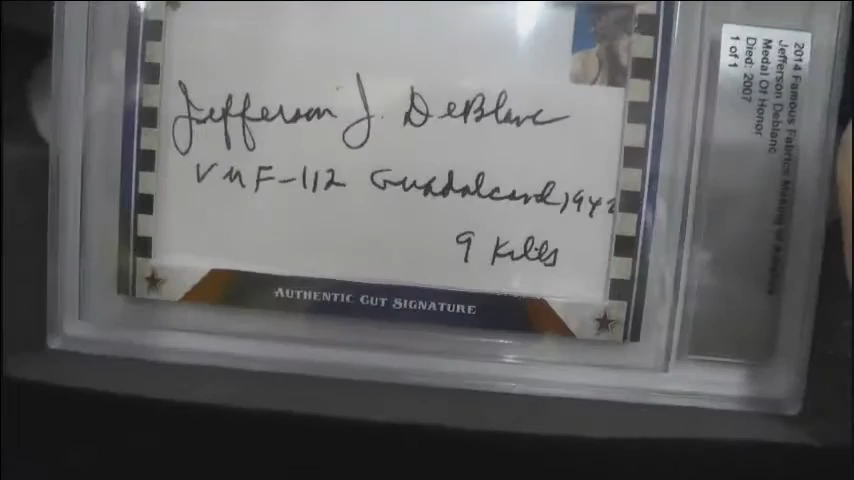 Jefferson J. DeBlanc
VMF-112 Guadalcanal, 1942
9 Kills
AUTHENTIC CUT SIGNATURE
2014 Famous Fabrics Making of America
Jefferson Deblanc
Medal Of Honor
Died: 2007
1 of 1